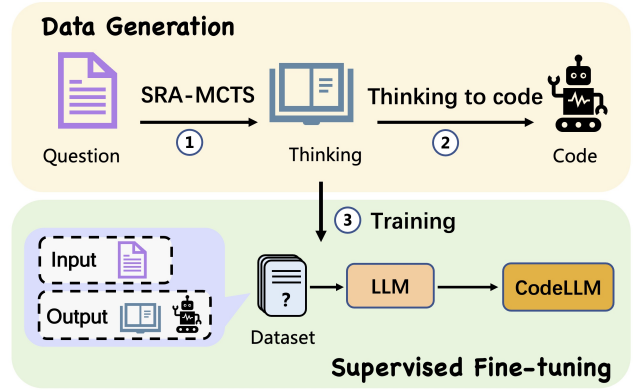 Data Generation
SRA-MCTS
Thinking to code
1
2
Question
Thinking
Code
3 Training
Input
Output
?
Dataset
LLM
CodeLLM
Supervised Fine-tuning